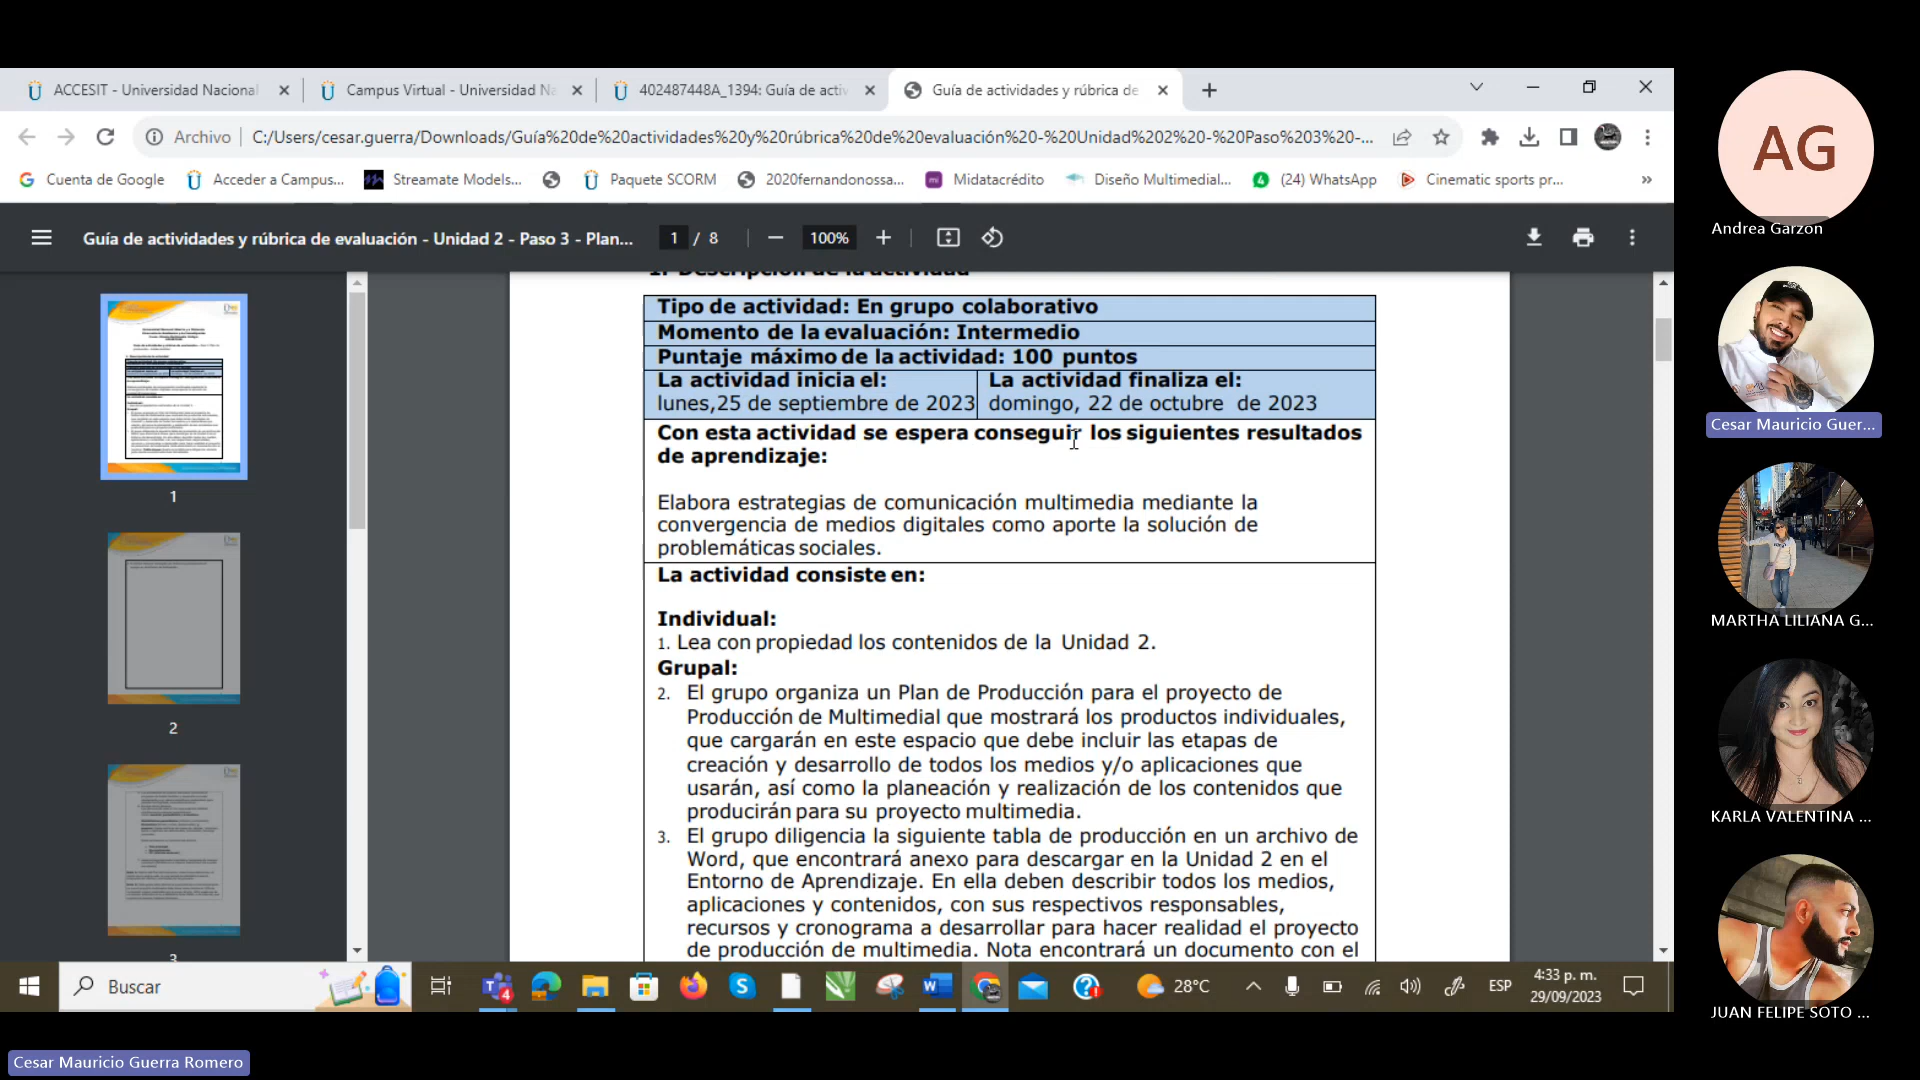 ACCESIT - Universidad Nacional
Campus Virtual - Universidad Na
402487448A_1394: Guía de activ
Guía de actividades y rúbrica de
Archivo
C:/Users/cesar.guerra/Downloads/Guía%20de%20actividades%20y%20rúbrica%20de%20evaluación%20-%20Unidad%202%20-%20Paso%203%20-...
Cuenta de Google
Acceder a Campus...
Streamate Models...
Paquete SCORM
2020fernandonossa...
Midatacrédito
Diseño Multimedial...
(24) WhatsApp
Cinematic sports pr...
»
Guía de actividades y rúbrica de evaluación - Unidad 2 - Paso 3 - Plan...
1 / 8
100%
1. Descripción de la actividad
Tipo de actividad: En grupo colaborativo
Momento de la evaluación: Intermedio
Puntaje máximo de la actividad: 100 puntos
La actividad inicia el:
lunes,25 de septiembre de 2023
La actividad finaliza el:
domingo, 22 de octubre de 2023
Con esta actividad se espera conseguir los siguientes resultados
de aprendizaje:
Elabora estrategias de comunicación multimedia mediante la
convergencia de medios digitales como aporte la solución de
problemáticas sociales.
La actividad consiste en:
Individual:
1. Lea con propiedad los contenidos de la Unidad 2.
Grupal:
2. El grupo organiza un Plan de Producción para el proyecto de
Producción de Multimedial que mostrará los productos individuales,
que cargarán en este espacio que debe incluir las etapas de
creación y desarrollo de todos los medios y/o aplicaciones que
usarán, así como la planeación y realización de los contenidos que
producirán para su proyecto multimedia.
3. El grupo diligencia la siguiente tabla de producción en un archivo de
Word, que encontrará anexo para descargar en la Unidad 2 en el
Entorno de Aprendizaje. En ella deben describir todos los medios,
aplicaciones y contenidos, con sus respectivos responsables,
recursos y cronograma a desarrollar para hacer realidad el proyecto
de producción de multimedia. Nota encontrará un documento con el
1
2
3
Buscar
4
28°C
ESP
4:33 p. m.
29/09/2023
AG
Andrea Garzón
Cesar Mauricio Guer...
MARTHA LILIANA G...
KARLA VALENTINA ...
JUAN FELIPE SOTO ...
Cesar Mauricio Guerra Romero